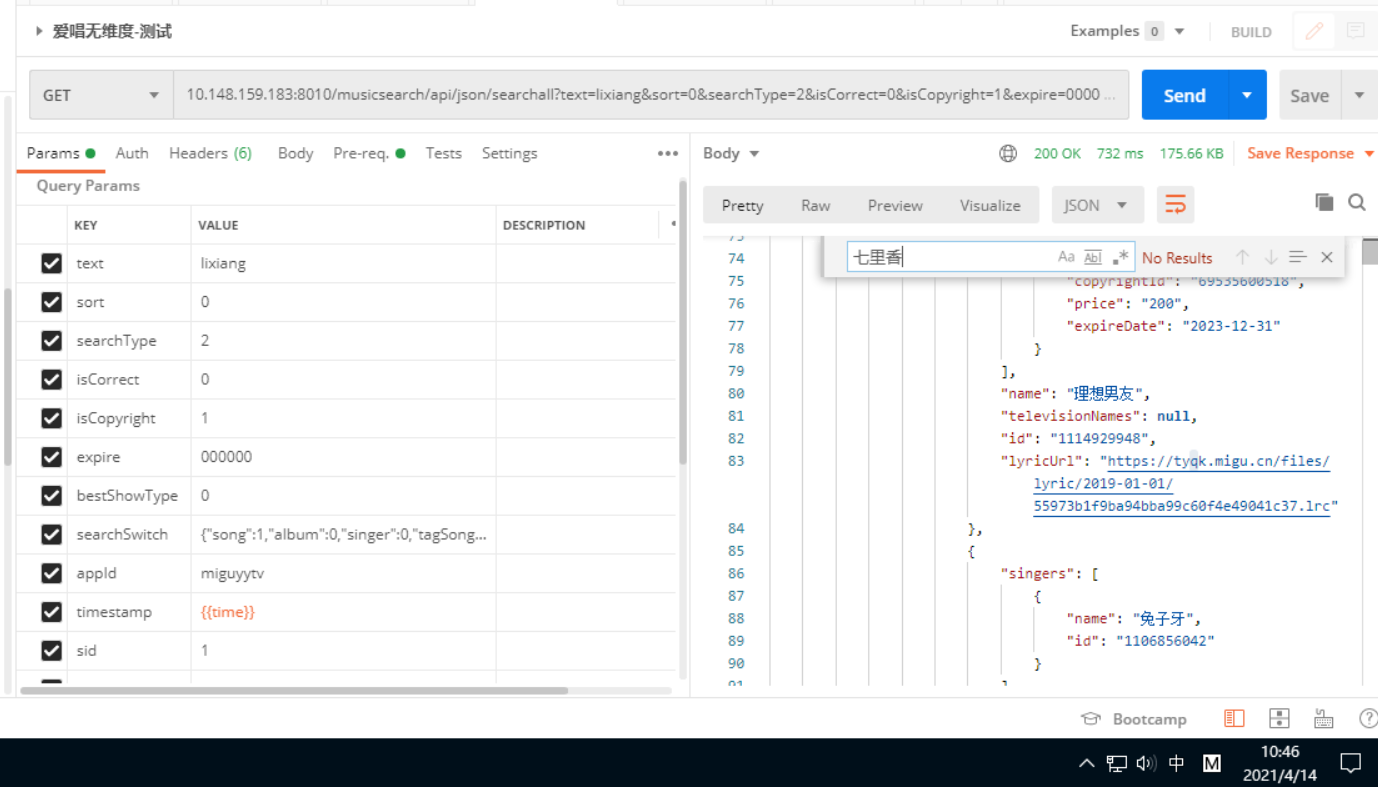 爱唱无维度-测试
Examples 0
BUILD
GET
10.148.159.183:8010/musicsearch/api/json/searchall?text=lixiang&sort=0&searchType=2&isCorrect=0&isCopyright=1&expire=0000 ...
Send
Save
Params
Auth
Headers (6)
Body
Pre-req.
Tests
Settings
Query Params
KEY VALUE DESCRIPTION
text lixiang
sort 0
searchType 2
isCorrect 0
isCopyright 1
expire 000000
bestShowType 0
searchSwitch {"song":1,"album":0,"singer":0,"tagSong...
appId miguyytv
timestamp {{time}}
sid 1
Body
200 OK 732 ms 175.66 KB Save Response
Pretty Raw Preview Visualize JSON
七里香 Aa Abl .* No Results
73
74
75 "copyrightId": "69535600518",
76 "price": "200",
77 "expireDate": "2023-12-31"
78 }
79 ],
80 "name": "理想男友",
81 "televisionNames": null,
82 "id": "1114929948",
83 "lyricUrl": "https://tyqk.migu.cn/files/
lyric/2019-01-01/
55973b1f9ba94bba99c60f4e49041c37.lrc"
84 },
85 {
86 "singers": [
87 {
88 "name": "兔子牙",
89 "id": "1106856042"
90 }
91 ]
Bootcamp
中 M
10:46
2021/4/14